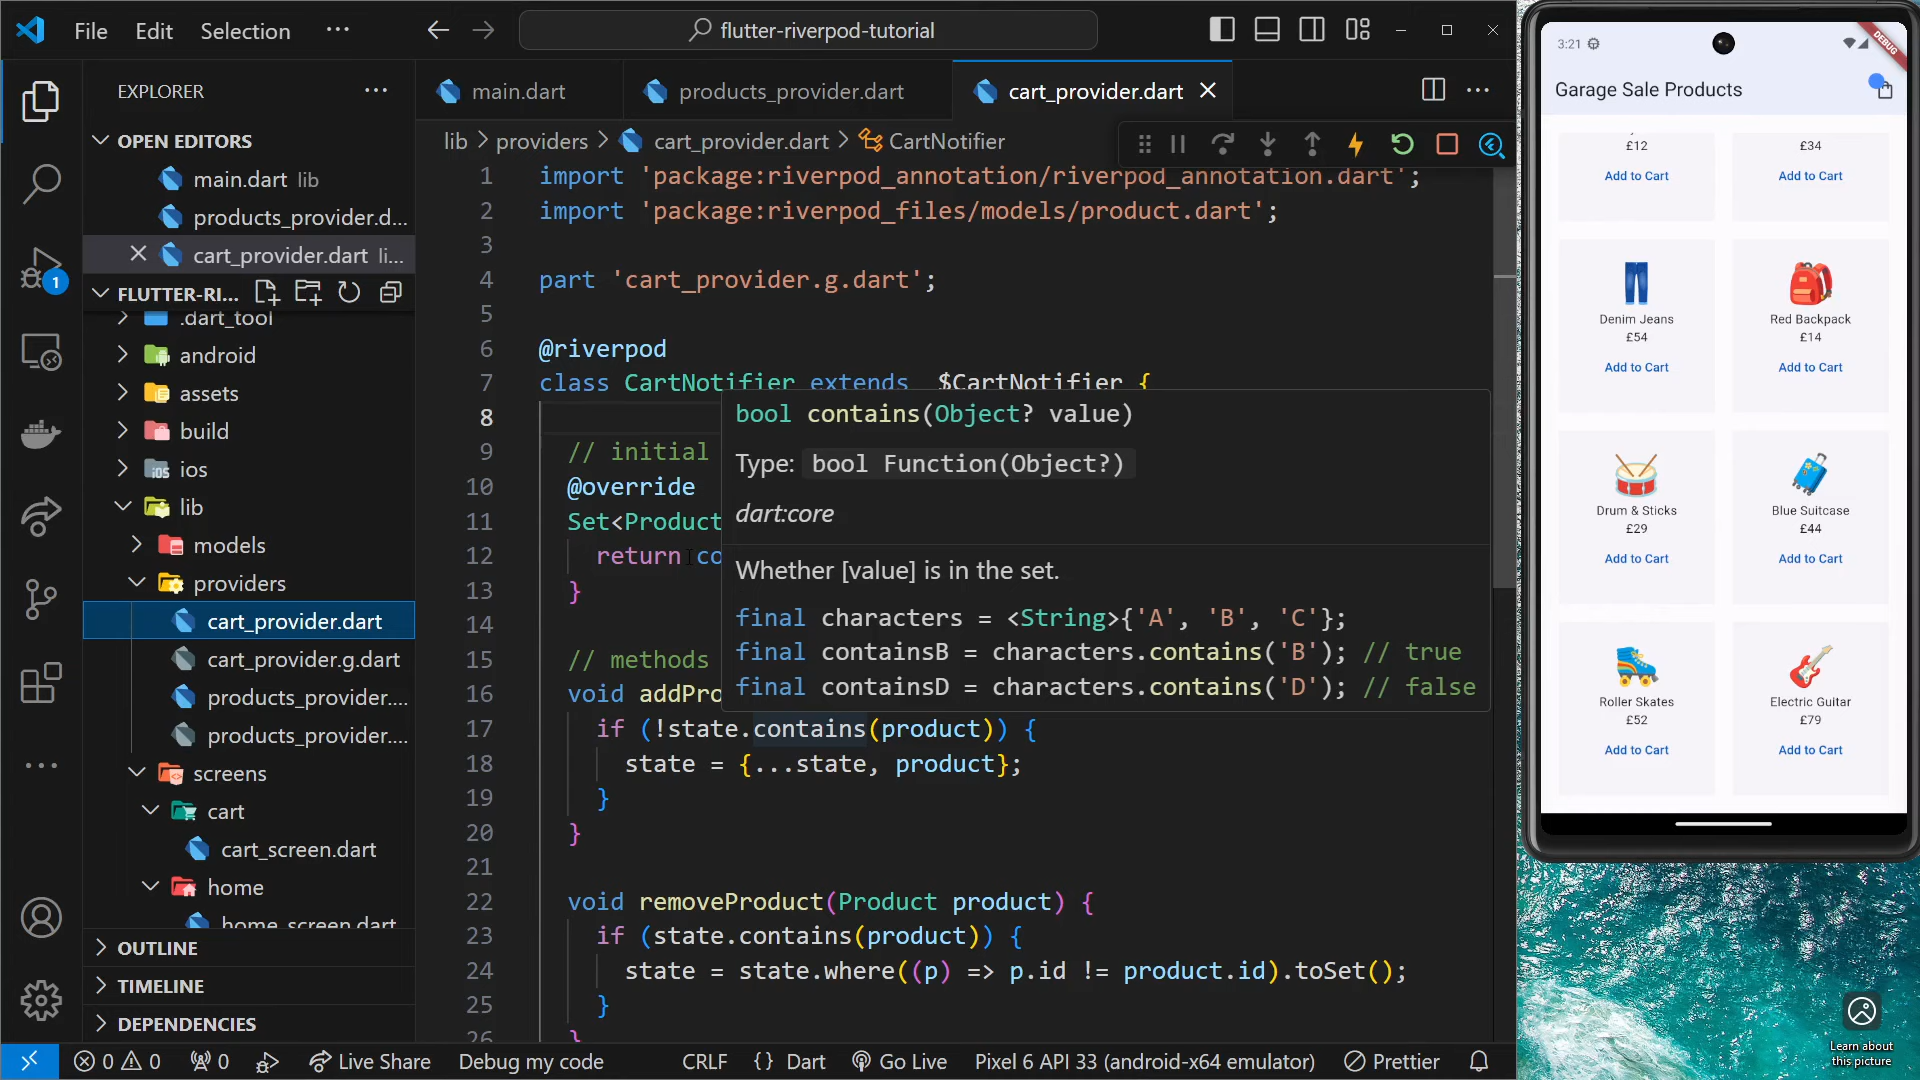 File
Edit
Selection
···
flutter-riverpod-tutorial
EXPLORER
OPEN EDITORS
main.dart lib
products_provider.d...
cart_provider.dart li...
FLUTTER-RI...
.dart_tool
android
assets
build
ios
lib
models
providers
cart_provider.dart
cart_provider.g.dart
products_provider....
products_provider....
screens
cart
cart_screen.dart
home
home_screen.dart
OUTLINE
TIMELINE
DEPENDENCIES
1
main.dart
products_provider.dart
cart_provider.dart
lib > providers > cart_provider.dart > CartNotifier
1 import 'package:riverpod_annotation/riverpod_annotation.dart';
2 import 'package:riverpod_files/models/product.dart';
3
4 part 'cart_provider.g.dart';
5
6 @riverpod
7 class CartNotifier extends _$CartNotifier {
8
9 // initial
10 @override
11 Set<Product
12 return co
13 }
14
15 // methods
16 void addPro
17 if (!state.contains(product)) {
18 state = {...state, product};
19 }
20 }
21
22 void removeProduct(Product product) {
23 if (state.contains(product)) {
24 state = state.where((p) => p.id != product.id).toSet();
25 }
26 }
bool contains(Object? value)
Type: bool Function(Object?)
dart:core
Whether [value] is in the set.
final characters = <String>{'A', 'B', 'C'};
final containsB = characters.contains('B'); // true
final containsD = characters.contains('D'); // false
0 0
0
Live Share
Debug my code
CRLF
{ } Dart
Go Live
Pixel 6 API 33 (android-x64 emulator)
Prettier
3:21
DEBUG
Garage Sale Products
£12
£34
Add to Cart
Add to Cart
Denim Jeans
£54
Add to Cart
Red Backpack
£14
Add to Cart
Drum & Sticks
£29
Add to Cart
Blue Suitcase
£44
Add to Cart
Roller Skates
£52
Add to Cart
Electric Guitar
£79
Add to Cart
Learn about
this picture